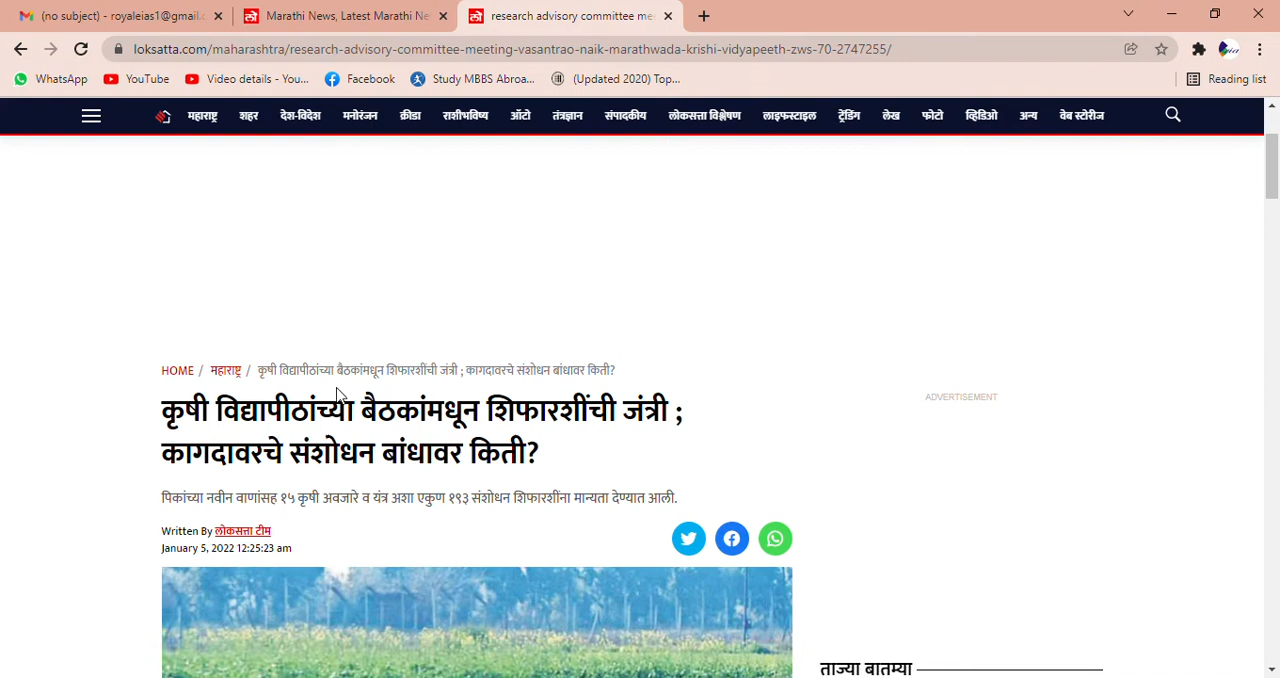 (no subject) - royaleias1@gmail.c
Marathi News, Latest Marathi Ne
research advisory committee me
loksatta.com/maharashtra/research-advisory-committee-meeting-vasantrao-naik-marathwada-krishi-vidyapeeth-zws-70-2747255/
WhatsApp YouTube Video details - You... Facebook Study MBBS Abroa... (Updated 2020) Top... Reading list
महाराष्ट्र शहर देश-विदेश मनोरंजन क्रीडा राशीभविष्य ऑटो तंत्रज्ञान संपादकीय लोकसत्ता विश्लेषण लाइफस्टाइल ट्रेंडिंग लेख फोटो व्हिडिओ अन्य वेब स्टोरीज
HOME / महाराष्ट्र / कृषी विद्यापीठांच्या बैठकांमधून शिफारशींची जंत्री ; कागदावरचे संशोधन बांधावर किती?
कृषी विद्यापीठांच्या बैठकांमधून शिफारशींची जंत्री ;
कागदावरचे संशोधन बांधावर किती?
ADVERTISEMENT
पिकांच्या नवीन वाणांसह १५ कृषी अवजारे व यंत्र अशा एकुण १९३ संशोधन शिफारशींना मान्यता देण्यात आली.
Written By लोकसत्ता टीम
January 5, 2022 12:25:23 am
ताज्या बातम्या